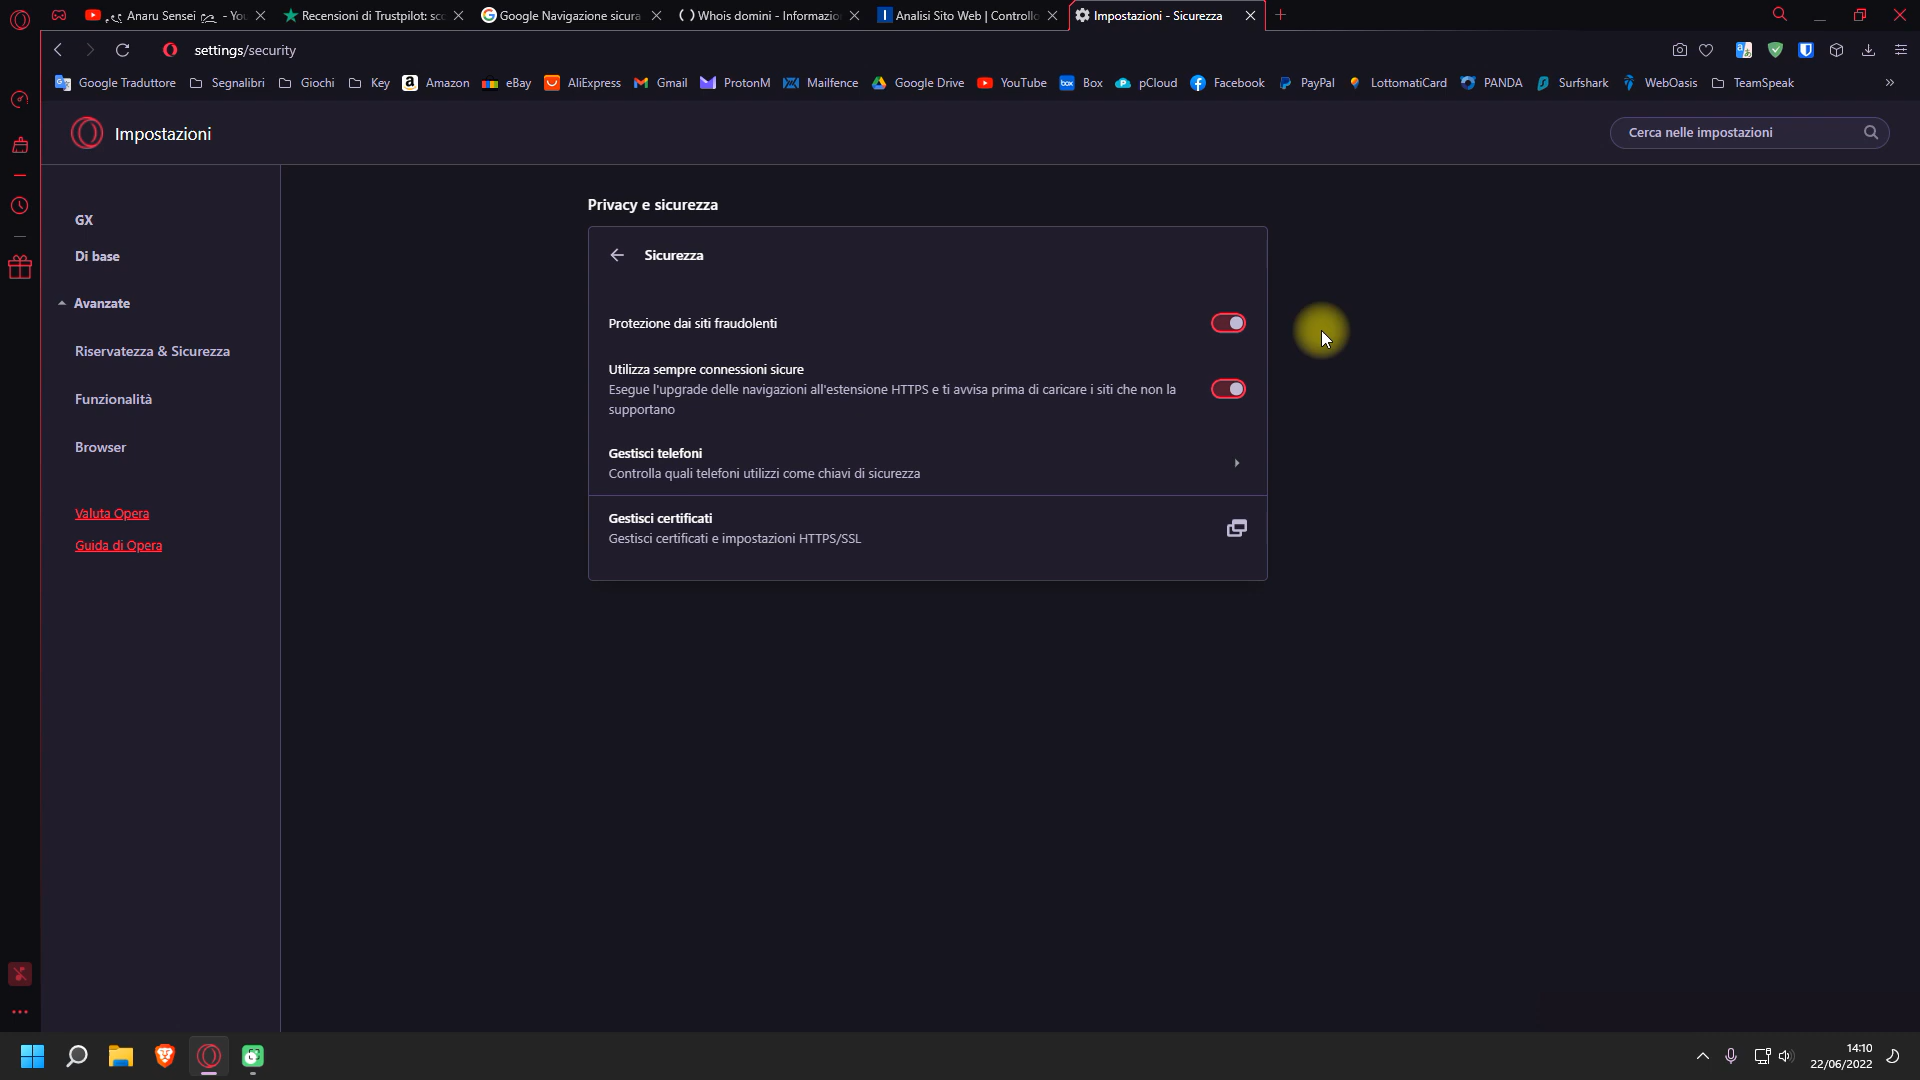 Anaru Sensei - You
Recensioni di Trustpilot: sco
Google Navigazione sicura
Whois domini - Informazio
Analisi Sito Web | Controllo
Impostazioni - Sicurezza
settings/security
Google Traduttore
Segnalibri
Giochi
Key
Amazon
eBay
AliExpress
Gmail
ProtonM
Mailfence
Google Drive
YouTube
Box
pCloud
Facebook
PayPal
LottomatiCard
PANDA
Surfshark
WebOasis
TeamSpeak
Impostazioni
Cerca nelle impostazioni
GX
Di base
Avanzate
Riservatezza & Sicurezza
Funzionalità
Browser
Valuta Opera
Guida di Opera
Privacy e sicurezza
Sicurezza
Protezione dai siti fraudolenti
Utilizza sempre connessioni sicure
Esegue l'upgrade delle navigazioni all'estensione HTTPS e ti avvisa prima di caricare i siti che non la
supportano
Gestisci telefoni
Controlla quali telefoni utilizzi come chiavi di sicurezza
Gestisci certificati
Gestisci certificati e impostazioni HTTPS/SSL
14:10
22/06/2022